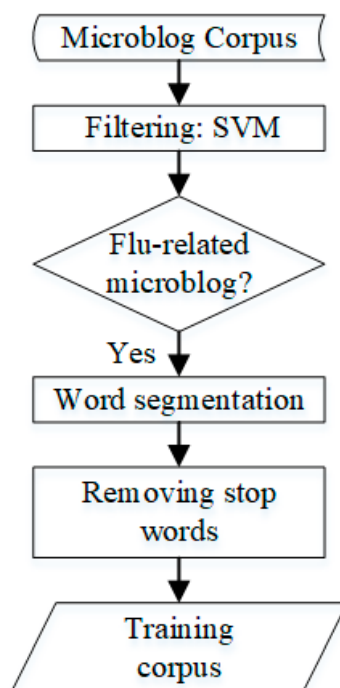 Microblog Corpus
Filtering: SVM
Flu-related
microblog?
Yes
Word segmentation
Removing stop
words
Training
corpus